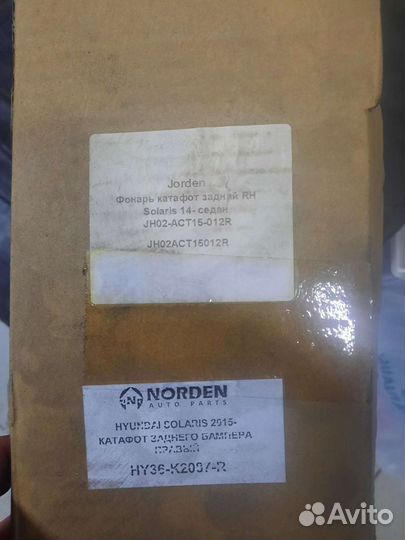 Jorden
Фонарь катафот задний RH
Solaris 14- седан
JH02-ACT15-012R
JH02ACT15012R
NORDEN
AUTO PARTS
HYUNDAI SOLARIS 2015-
КАТАФОТ ЗАДНЕГО БАМПЕРА
ПРАВЫЙ
HY36-K2037-R
Avito